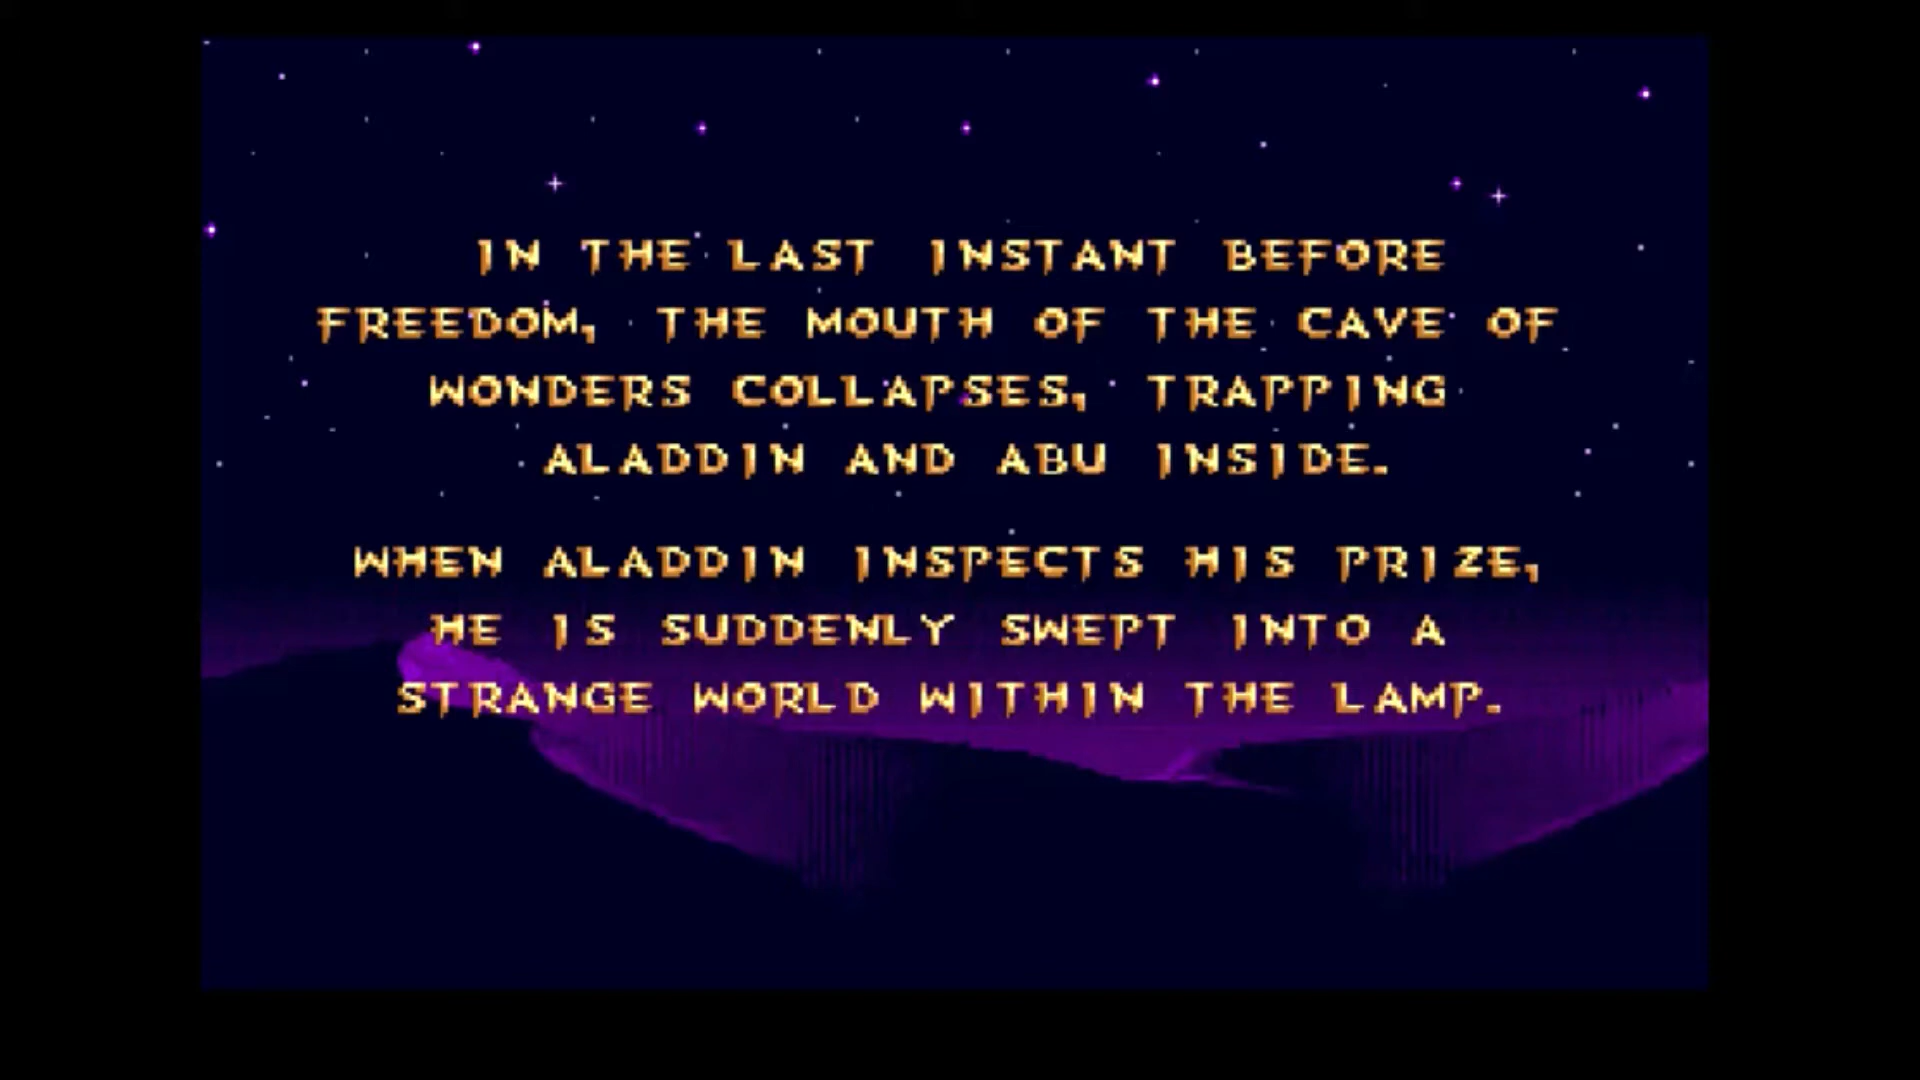 IN THE LAST INSTANT BEFORE
FREEDOM, THE MOUTH OF THE CAVE OF
WONDERS COLLAPSES, TRAPPING
ALADDIN AND ABU INSIDE.
WHEN ALADDIN INSPECTS HIS PRIZE,
HE IS SUDDENLY SWEPT INTO A
STRANGE WORLD WITHIN THE LAMP.